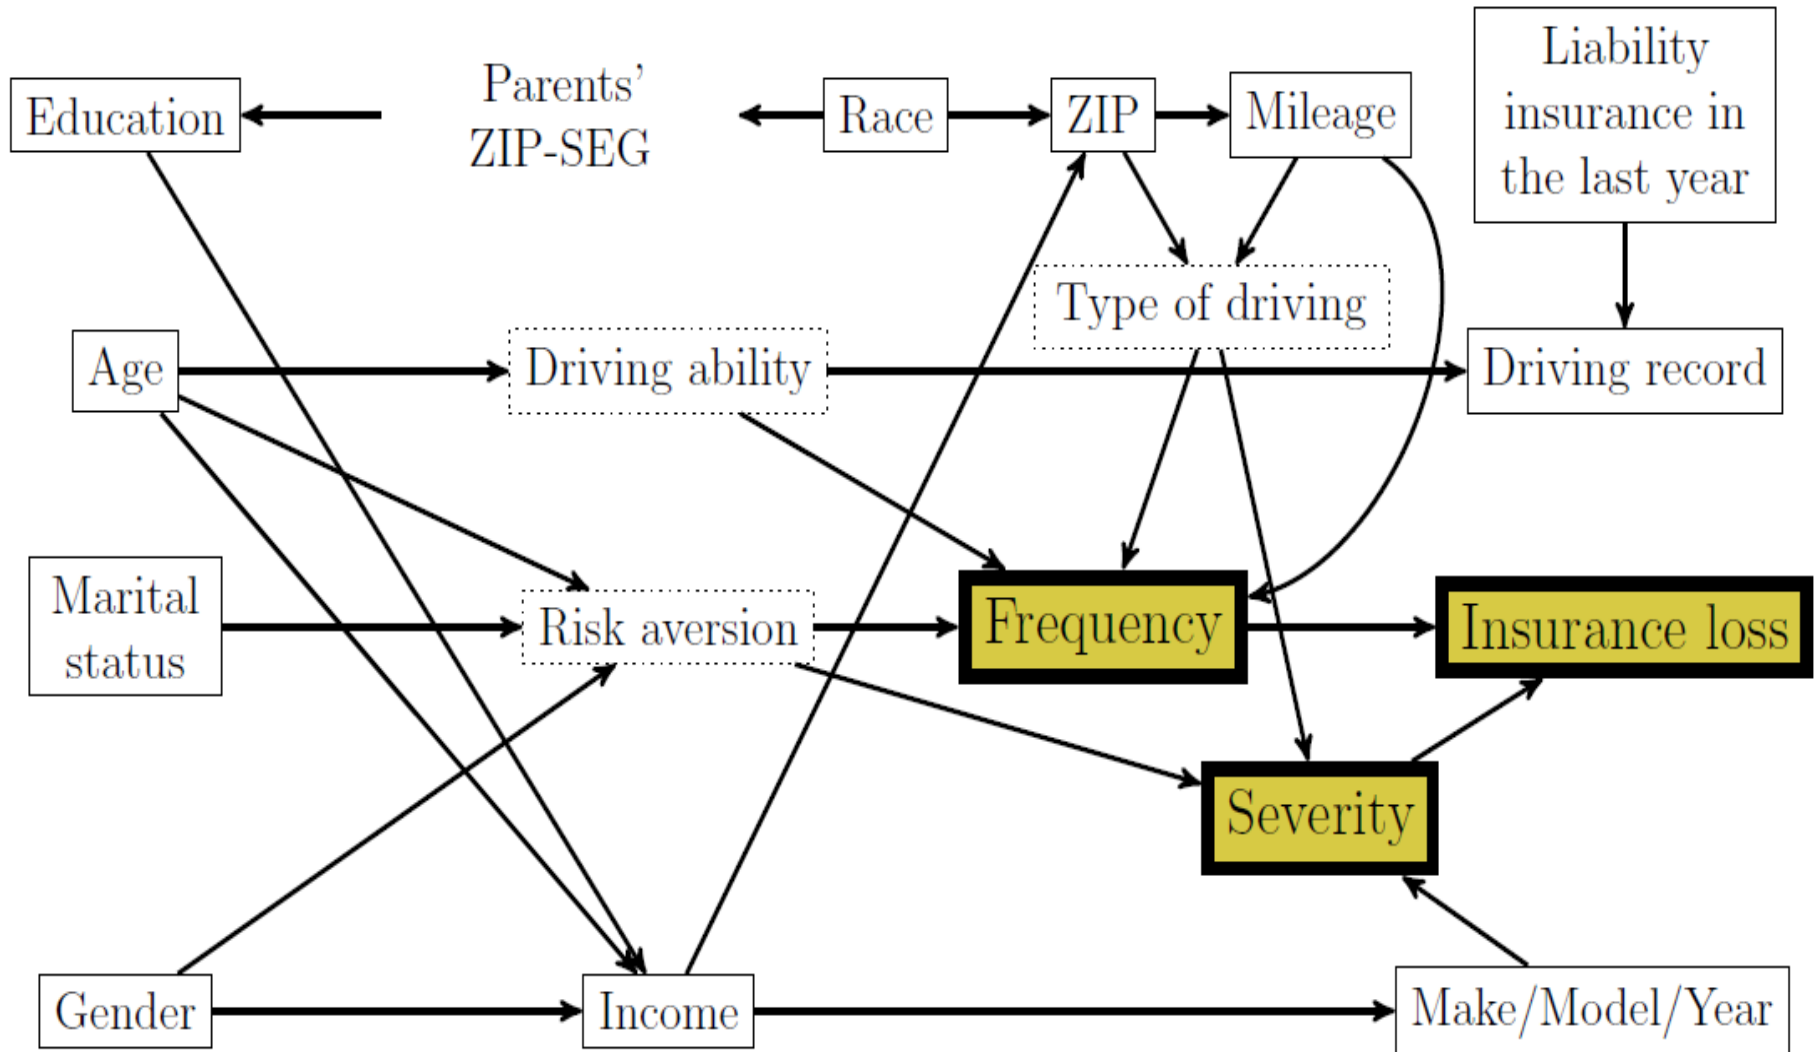 Education
Parents'
ZIP-SEG
Race
ZIP
Mileage
Liability
insurance in
the last year
Type of driving
Age
Driving ability
Driving record
Marital
status
Risk aversion
Frequency
Insurance loss
Severity
Gender
Income
Make/Model/Year